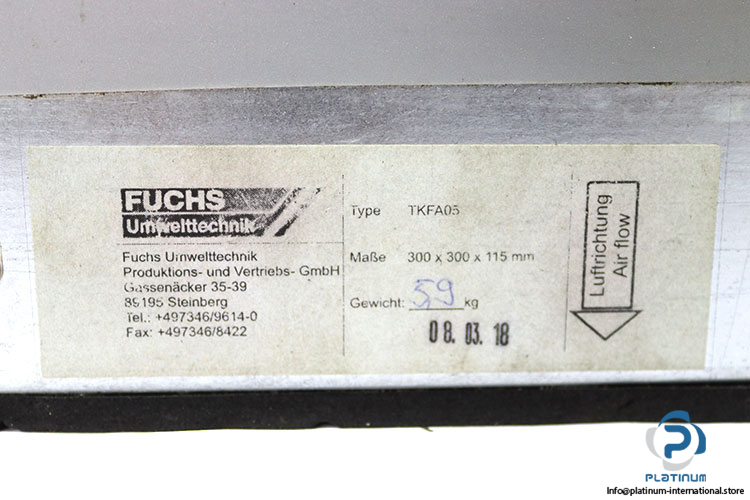 FUCHS
Umwelttechnik
Fuchs Umwelttechnik
Produktions- und Vertriebs- GmbH
Gassenäcker 35-39
89195 Steinberg
Tel.: +497346/9614-0
Fax: +497346/8422
Type TKFA05
Maße 300 x 300 x 115 mm
Gewicht: 5,9 kg
08. 03. 18
Luftrichtung
Air flow
PLATINUM
Info@platinum-international.store